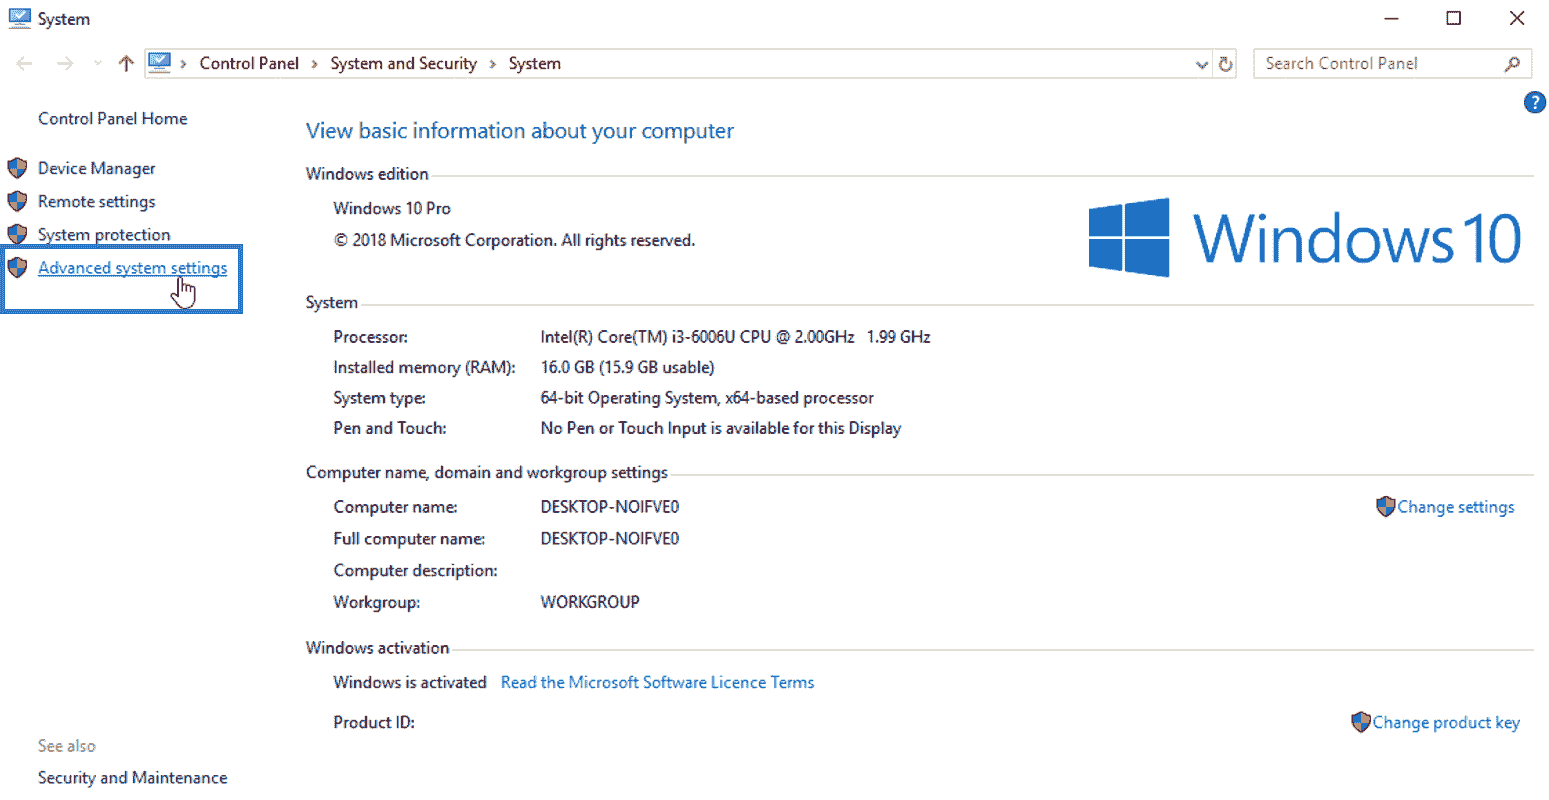 System
Control Panel › System and Security › System
Search Control Panel
?
Control Panel Home
Device Manager
Remote settings
System protection
Advanced system settings
View basic information about your computer
Windows edition
Windows 10 Pro
© 2018 Microsoft Corporation. All rights reserved.
Windows 10
System
Processor: Intel(R) Core(TM) i3-6006U CPU @ 2.00GHz 1.99 GHz
Installed memory (RAM): 16.0 GB (15.9 GB usable)
System type: 64-bit Operating System, x64-based processor
Pen and Touch: No Pen or Touch Input is available for this Display
Computer name, domain and workgroup settings
Computer name: DESKTOP-NOIFVE0
Change settings
Full computer name: DESKTOP-NOIFVE0
Computer description:
Workgroup: WORKGROUP
Windows activation
Windows is activated Read the Microsoft Software Licence Terms
Product ID:
Change product key
See also
Security and Maintenance